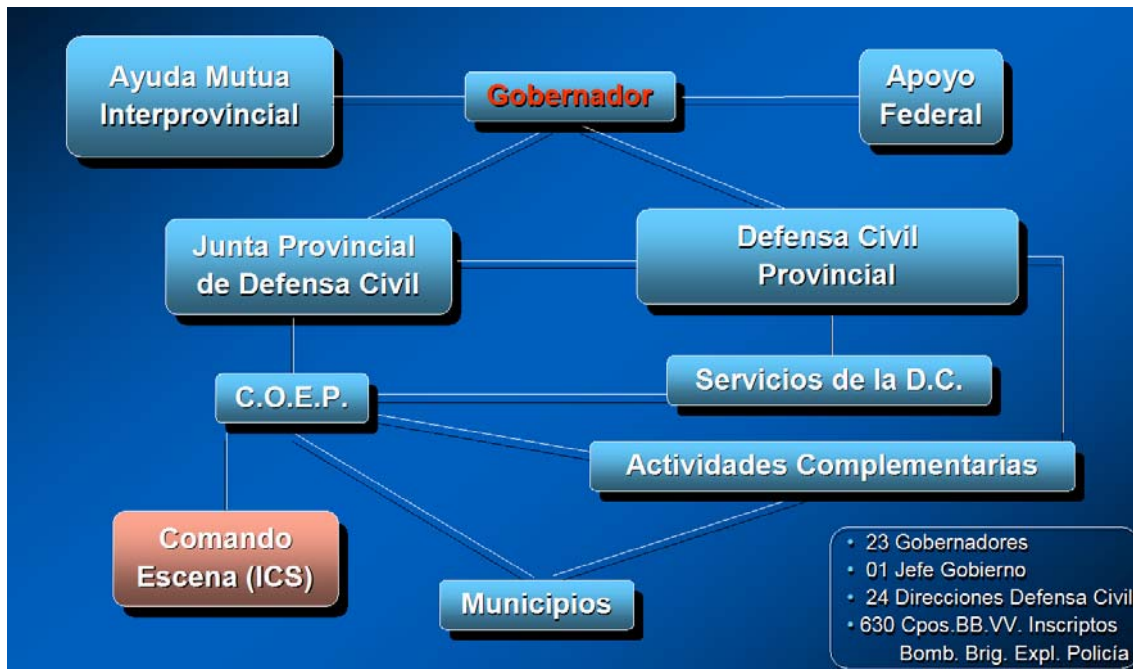 Ayuda Mutua
Interprovincial
Gobernador
Apoyo
Federal
Junta Provincial
de Defensa Civil
Defensa Civil
Provincial
C.O.E.P.
Servicios de la D.C.
Actividades Complementarias
Comando
Escena (ICS)
Municipios
• 23 Gobernadores
• 01 Jefe Gobierno
• 24 Direcciones Defensa Civil
• 630 Cpos.BB.VV. Inscriptos
Bomb. Brig. Expl. Policía